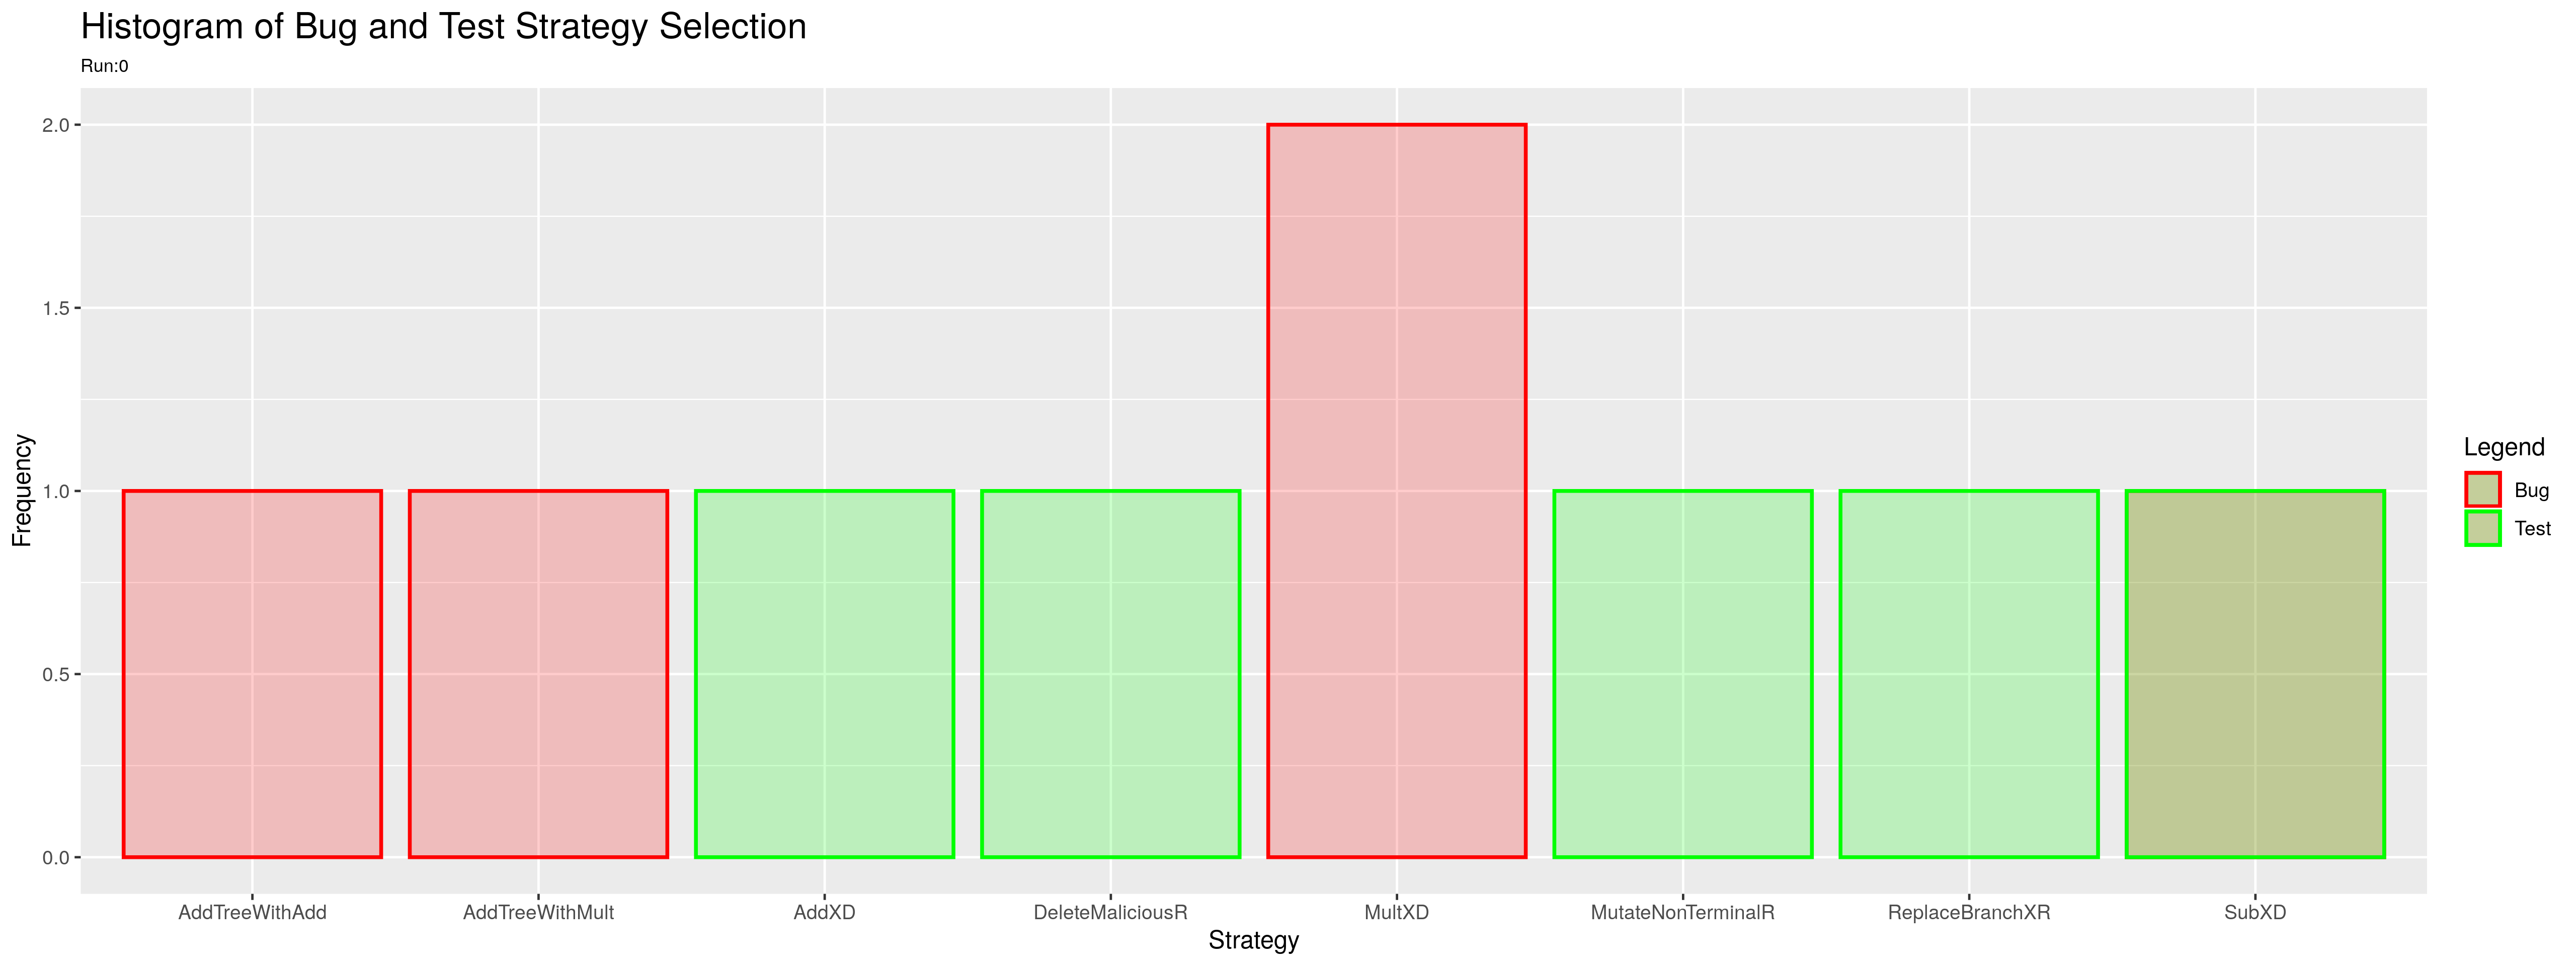 Histogram of Bug and Test Strategy Selection
Run:0
Frequency
2.0
1.5
1.0
0.5
0.0
AddTreeWithAdd AddTreeWithMult AddXD DeleteMaliciousR MultXD MutateNonTerminalR ReplaceBranchXR SubXD
Strategy
Legend
Bug
Test